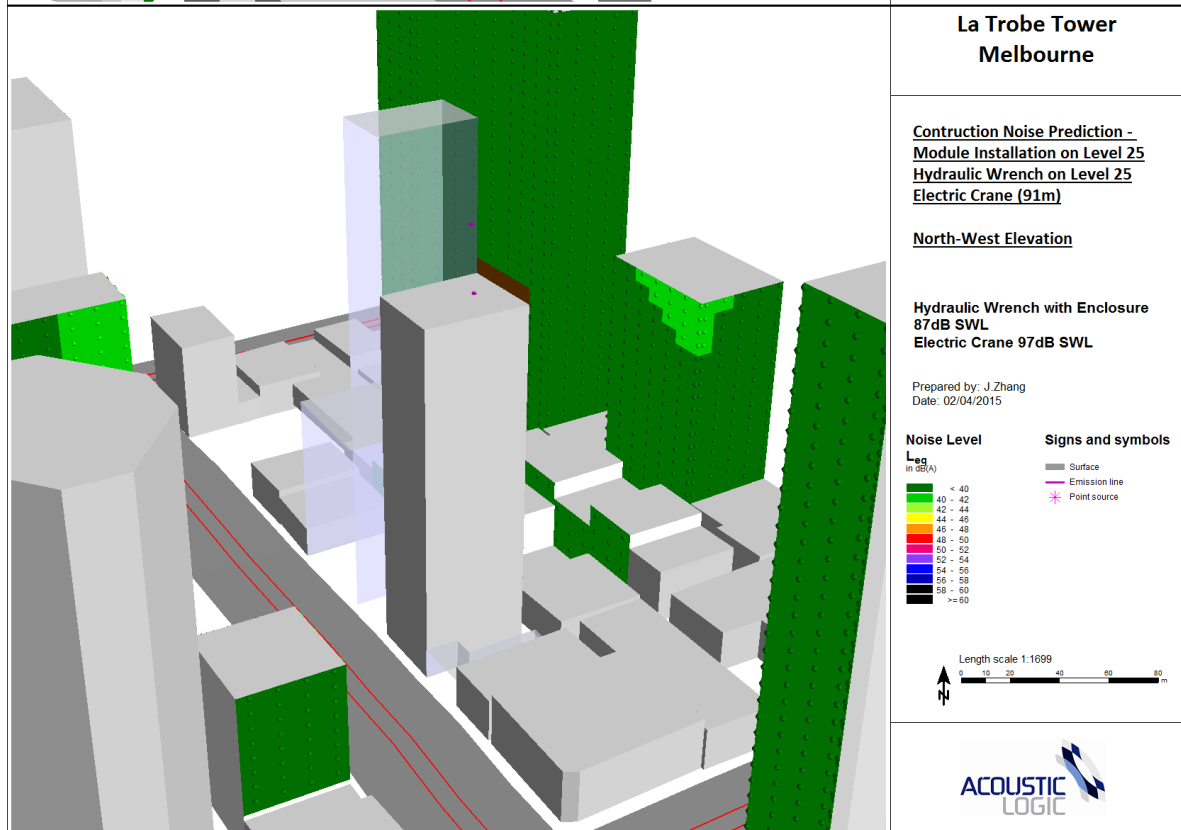 La Trobe Tower
Melbourne
Contruction Noise Prediction -
Module Installation on Level 25
Hydraulic Wrench on Level 25
Electric Crane (91m)
North-West Elevation
Hydraulic Wrench with Enclosure
87dB SWL
Electric Crane 97dB SWL
Prepared by: J.Zhang
Date: 02/04/2015
Noise Level
Leq
in dB(A)
< 40
40 - 42
42 - 44
44 - 46
46 - 48
48 - 50
50 - 52
52 - 54
54 - 56
56 - 58
58 - 60
>= 60
Signs and symbols
Surface
Emission line
Point source
Length scale 1:1699
0 10 20 40 60 80
m
N
ACOUSTIC
LOGIC